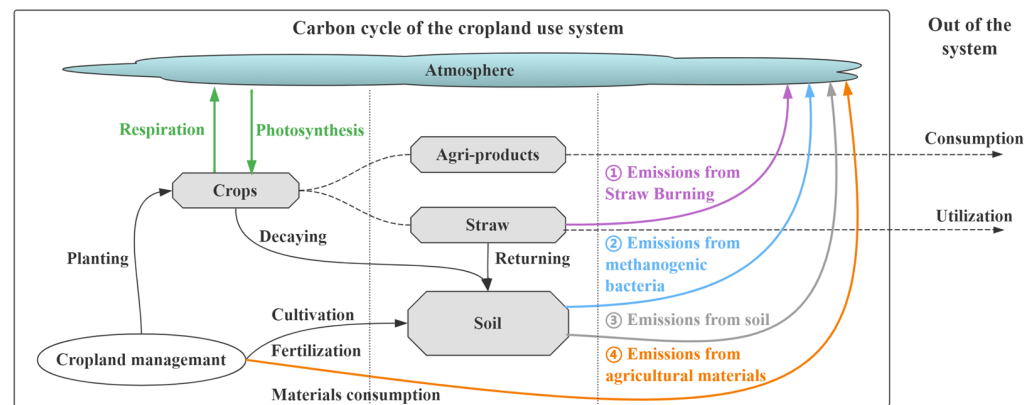 Carbon cycle of the cropland use system
Out of the
system
Atmosphere
Respiration
Photosynthesis
Agri-products
Consumption
① Emissions from
Straw Burning
Crops
Straw
Utilization
Decaying
Planting
Returning
② Emissions from
methanogenic
bacteria
Cultivation
Soil
③ Emissions from soil
Fertilization
Cropland managemant
④ Emissions from
agricultural materials
Materials consumption